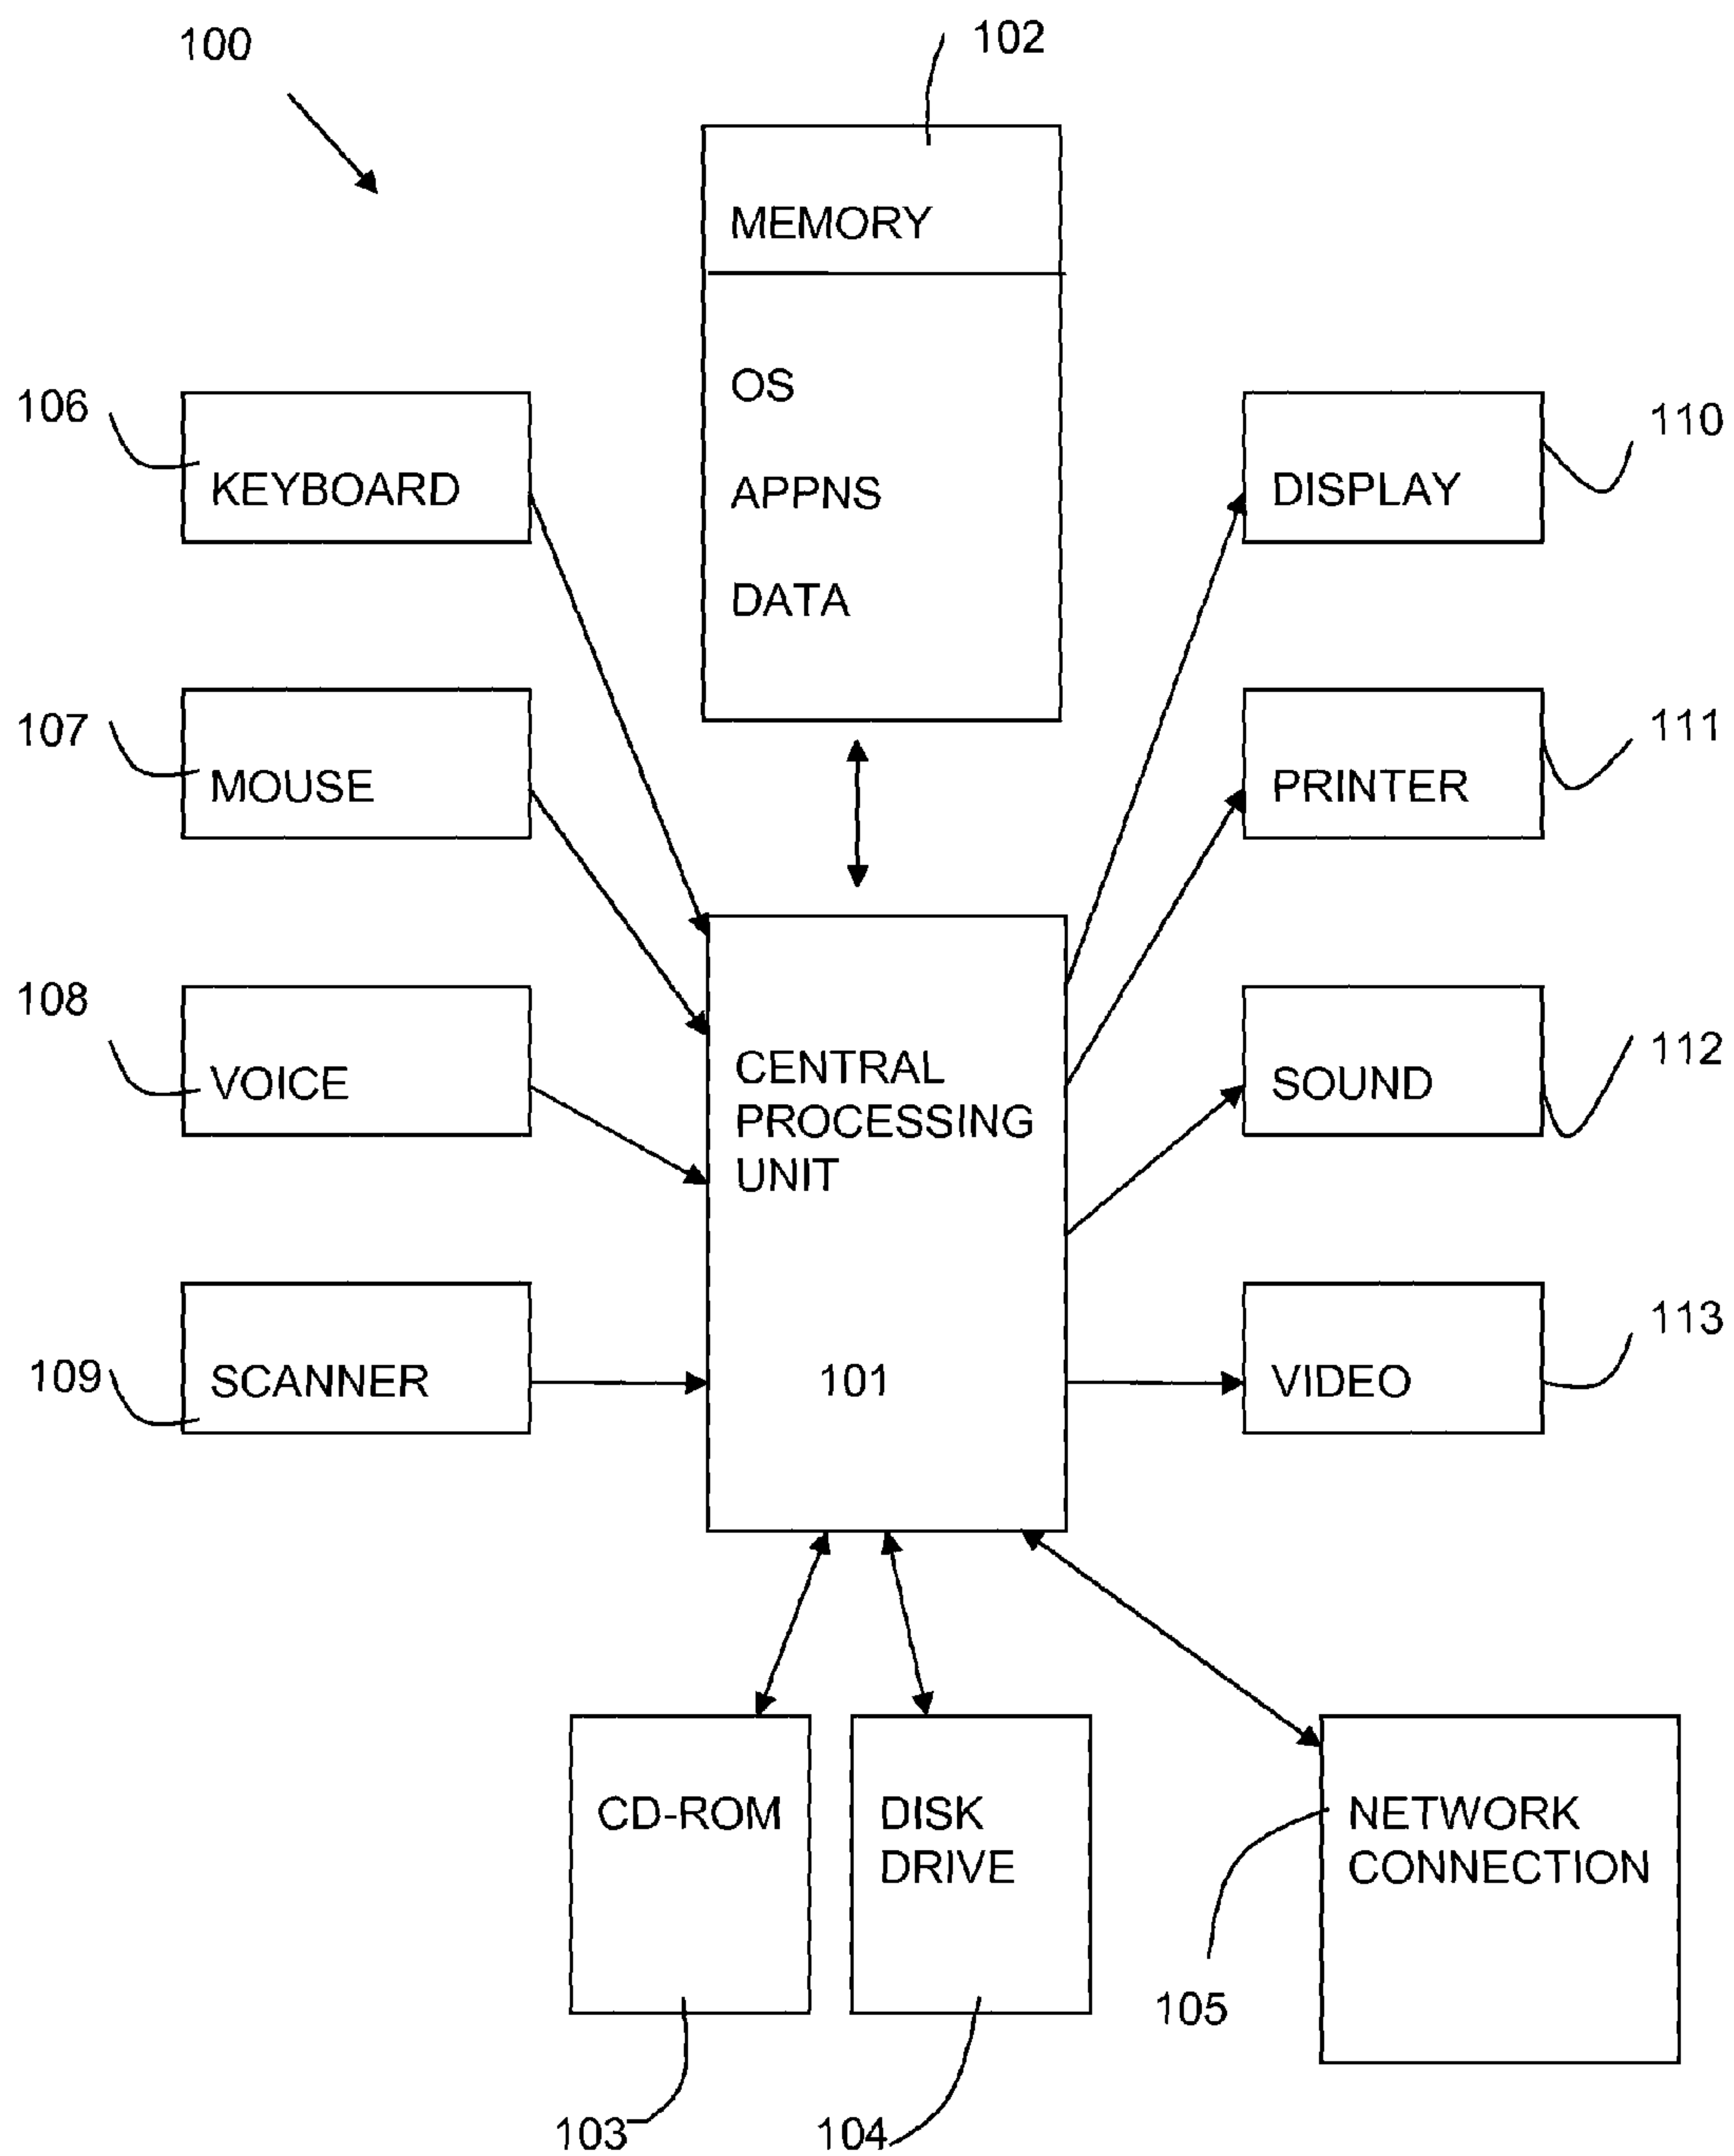 100
102
MEMORY
OS
APPNS
DATA
106
KEYBOARD
110
DISPLAY
107
MOUSE
111
PRINTER
108
VOICE
112
SOUND
CENTRAL
PROCESSING
UNIT
101
109
SCANNER
113
VIDEO
CD-ROM
DISK
DRIVE
NETWORK
CONNECTION
105
103
104